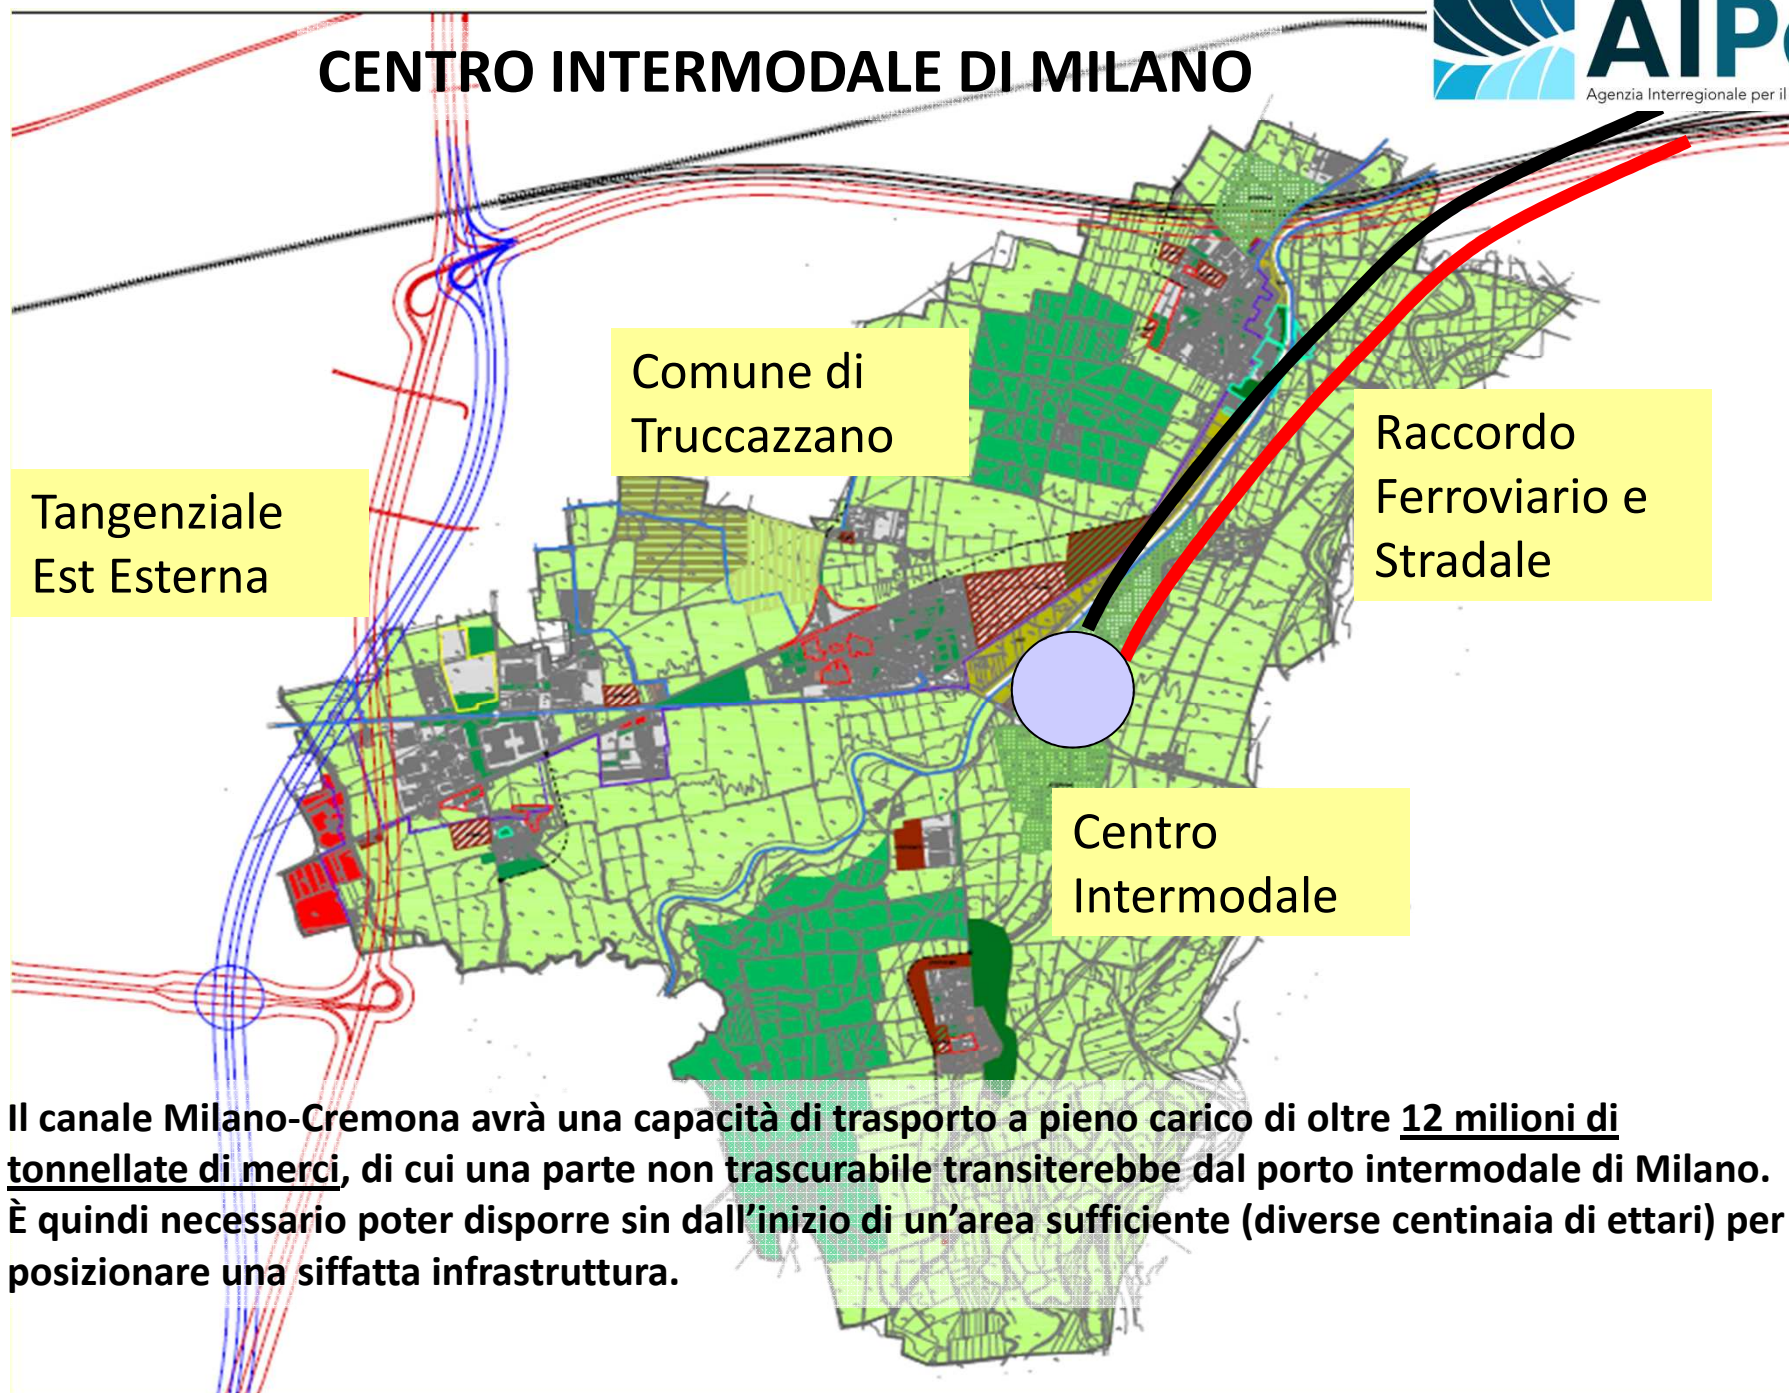 CENTRO INTERMODALE DI MILANO
AIPo
Agenzia Interregionale per il
Comune di
Truccazzano
Raccordo
Ferroviario e
Stradale
Tangenziale
Est Esterna
Centro
Intermodale
Il canale Milano-Cremona avrà una capacità di trasporto a pieno carico di oltre 12 milioni di
tonnellate di merci, di cui una parte non trascurabile transiterebbe dal porto intermodale di Milano.
È quindi necessario poter disporre sin dall’inizio di un’area sufficiente (diverse centinaia di ettari) per
posizionare una siffatta infrastruttura.